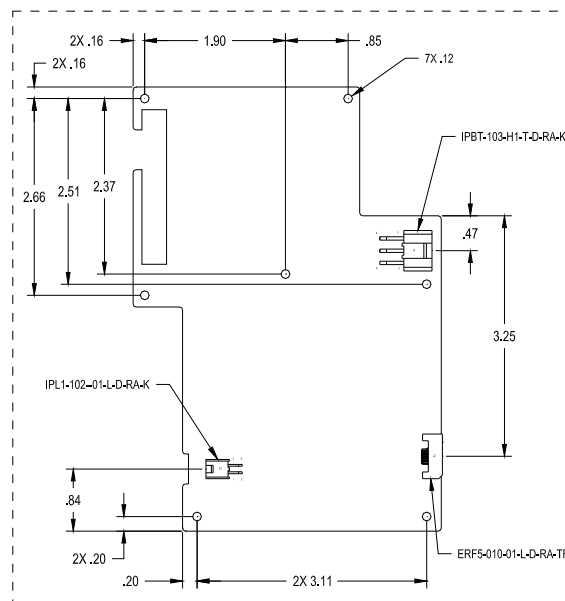 2X .16
1.90
.85
2X .16
7X .12
IPBT-103-H1-T-D-RA-K
2.66
2.51
2.37
.47
3.25
IPL1-102--01-L-D-RA-K
.84
2X .20
ERF5-010-01-L-D-RA-TR
.20
2X 3.11